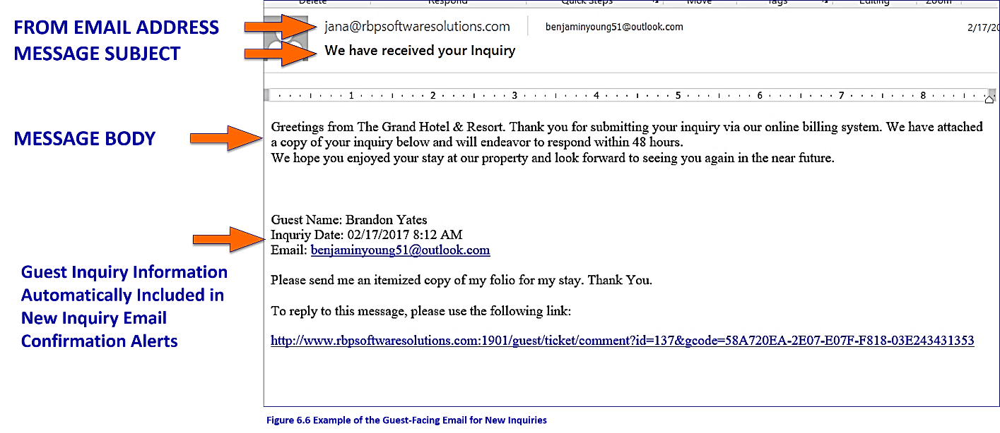 Delete Respond Quick Steps Move Tags Editing Zoom
FROM EMAIL ADDRESS
jana@rbpsoftwaresolutions.com
benjaminyoung51@outlook.com
2/17/20
MESSAGE SUBJECT
We have received your Inquiry
1 2 3 4 5 6 7 8
MESSAGE BODY
Greetings from The Grand Hotel & Resort. Thank you for submitting your inquiry via our online billing system. We have attached
a copy of your inquiry below and will endeavor to respond within 48 hours.
We hope you enjoyed your stay at our property and look forward to seeing you again in the near future.
Guest Name: Brandon Yates
Inquriy Date: 02/17/2017 8:12 AM
Email: benjaminyoung51@outlook.com
Guest Inquiry Information
Automatically Included in
New Inquiry Email
Confirmation Alerts
Please send me an itemized copy of my folio for my stay. Thank You.
To reply to this message, please use the following link:
http://www.rbpsoftwaresolutions.com:1901/guest/ticket/comment?id=137&gcode=58A720EA-2E07-E07F-F818-03E243431353
Figure 6.6 Example of the Guest-Facing Email for New Inquiries